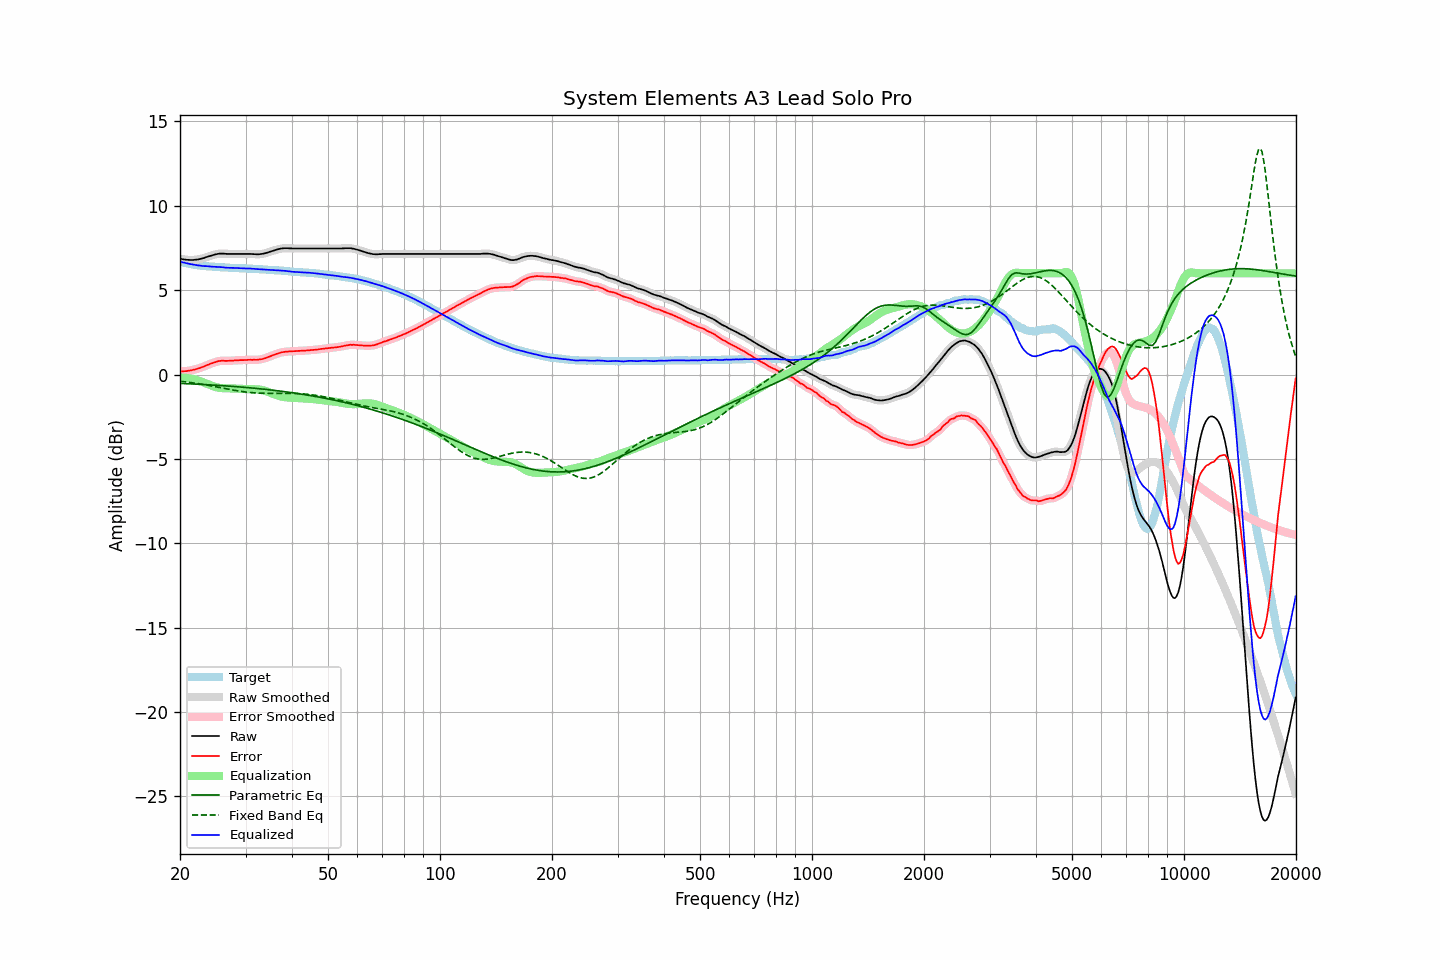 System Elements A3 Lead Solo Pro
15
10
5
0
−5
−10
−15
−20
−25
Amplitude (dBr)
Target
Raw Smoothed
Error Smoothed
Raw
Error
Equalization
Parametric Eq
Fixed Band Eq
Equalized
20 50 100 200 500 1000 2000 5000 10000 20000
Frequency (Hz)